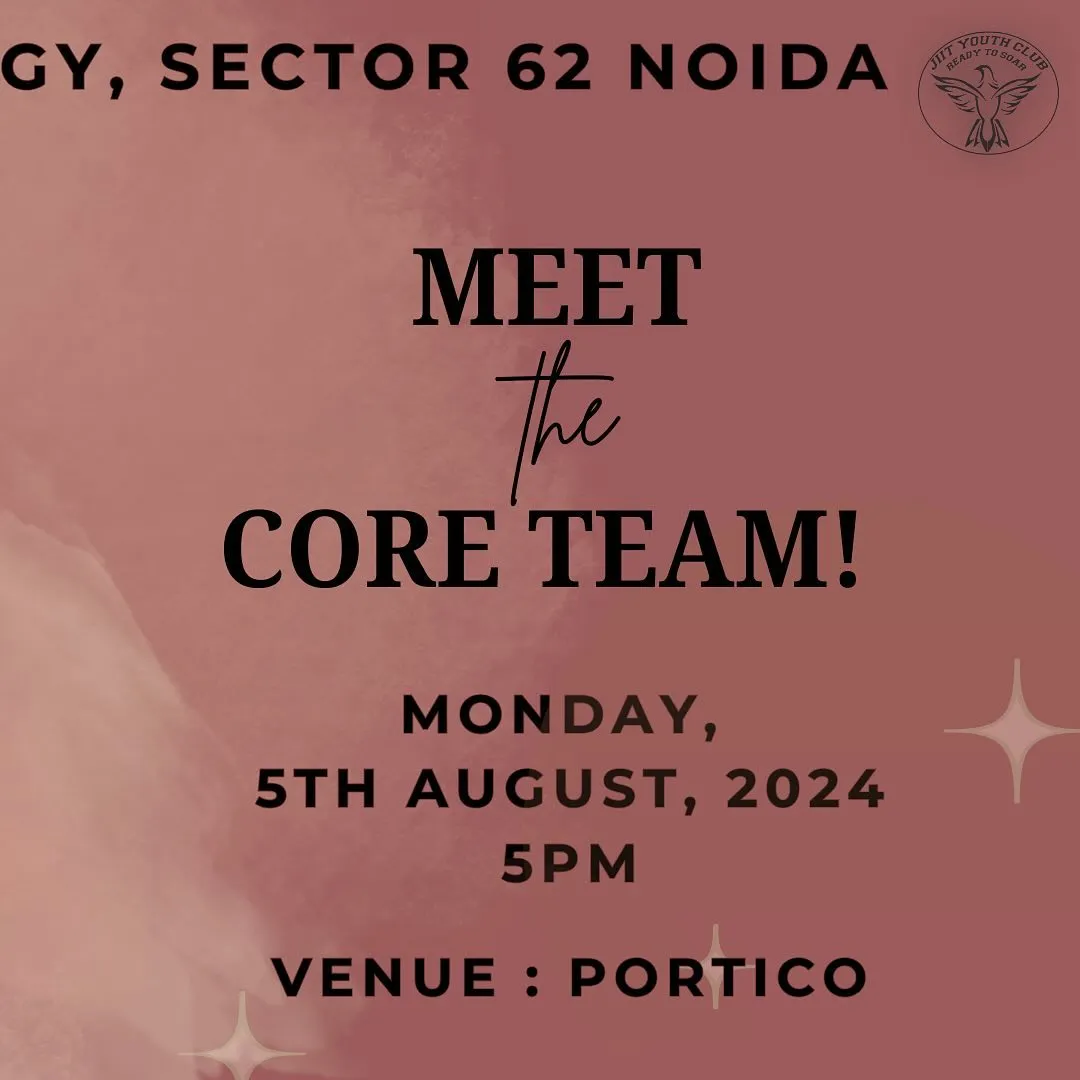 GY, SECTOR 62 NOIDA
JIIT YOUTH CLUB
READY TO SOAR
MEET
the
CORE TEAM!
MONDAY,
5TH AUGUST, 2024
5PM
VENUE : PORTICO